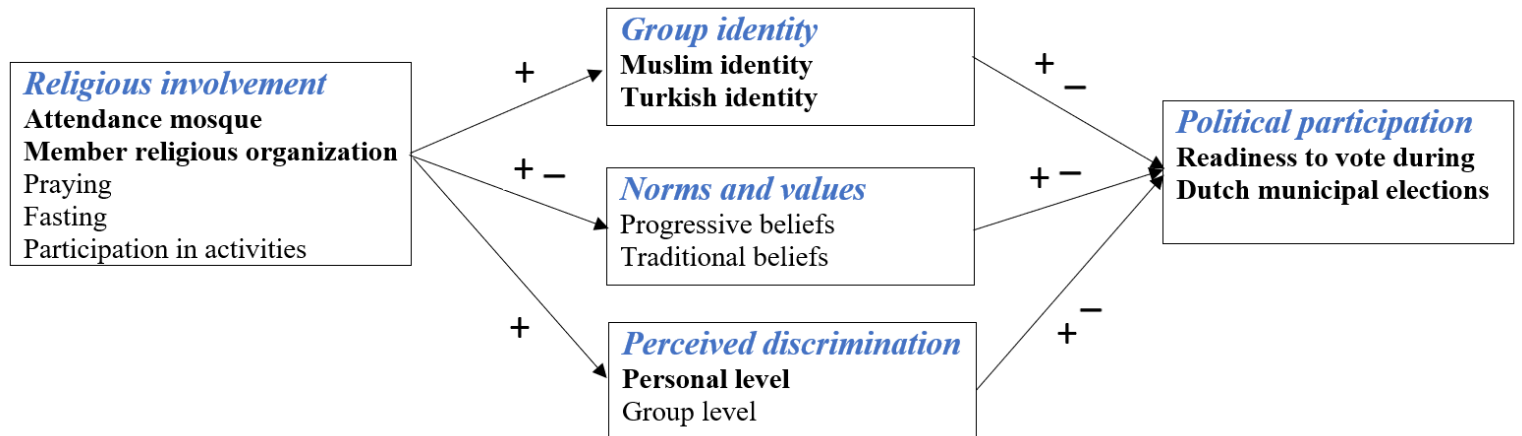 Religious involvement
Attendance mosque
Member religious organization
Praying
Fasting
Participation in activities
+
+ −
+
Group identity
Muslim identity
Turkish identity
Norms and values
Progressive beliefs
Traditional beliefs
Perceived discrimination
Personal level
Group level
+ −
+ −
+ −
Political participation
Readiness to vote during
Dutch municipal elections